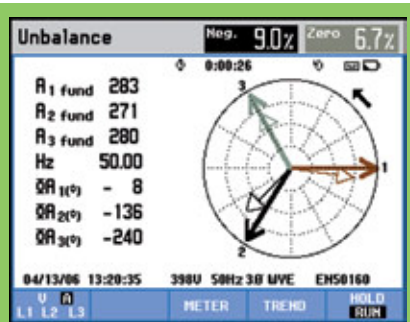 Unbalance Neg. 9.0% Zero 6.7%
0:00:26
A1 fund 283
A2 fund 271
A3 fund 280
Hz 50.00
ΦA1(°) - 8
ΦA2(°) -136
ΦA3(°) -240
3
1
2
04/13/06 13:20:35 398V 50Hz 3Ø WYE EN50160
V A
L1 L2 L3
METER
TREND
HOLD
RUN